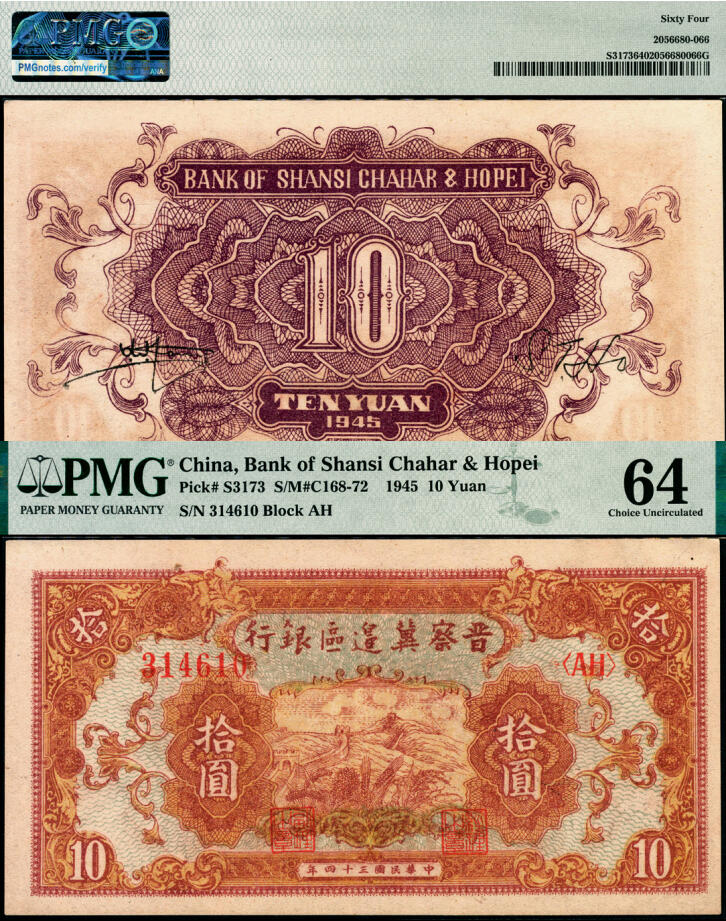 PMG
PAPER MONEY GUARANTY
PMGnotes.com/verify
Sixty Four
2056680-066
S31736402056680066G
BANK OF SHANSI CHAHAR & HOPEI
10
TEN YUAN
1945
10
10
PMG®
PAPER MONEY GUARANTY
China, Bank of Shansi Chahar & Hopei
Pick# S3173 S/M#C168-72 1945 10 Yuan
S/N 314610 Block AH
64
Choice Uncirculated
拾
拾
行銀區邊冀察晉
314610
〈AH〉
拾圓
拾圓
10
10
年四十三國民華中